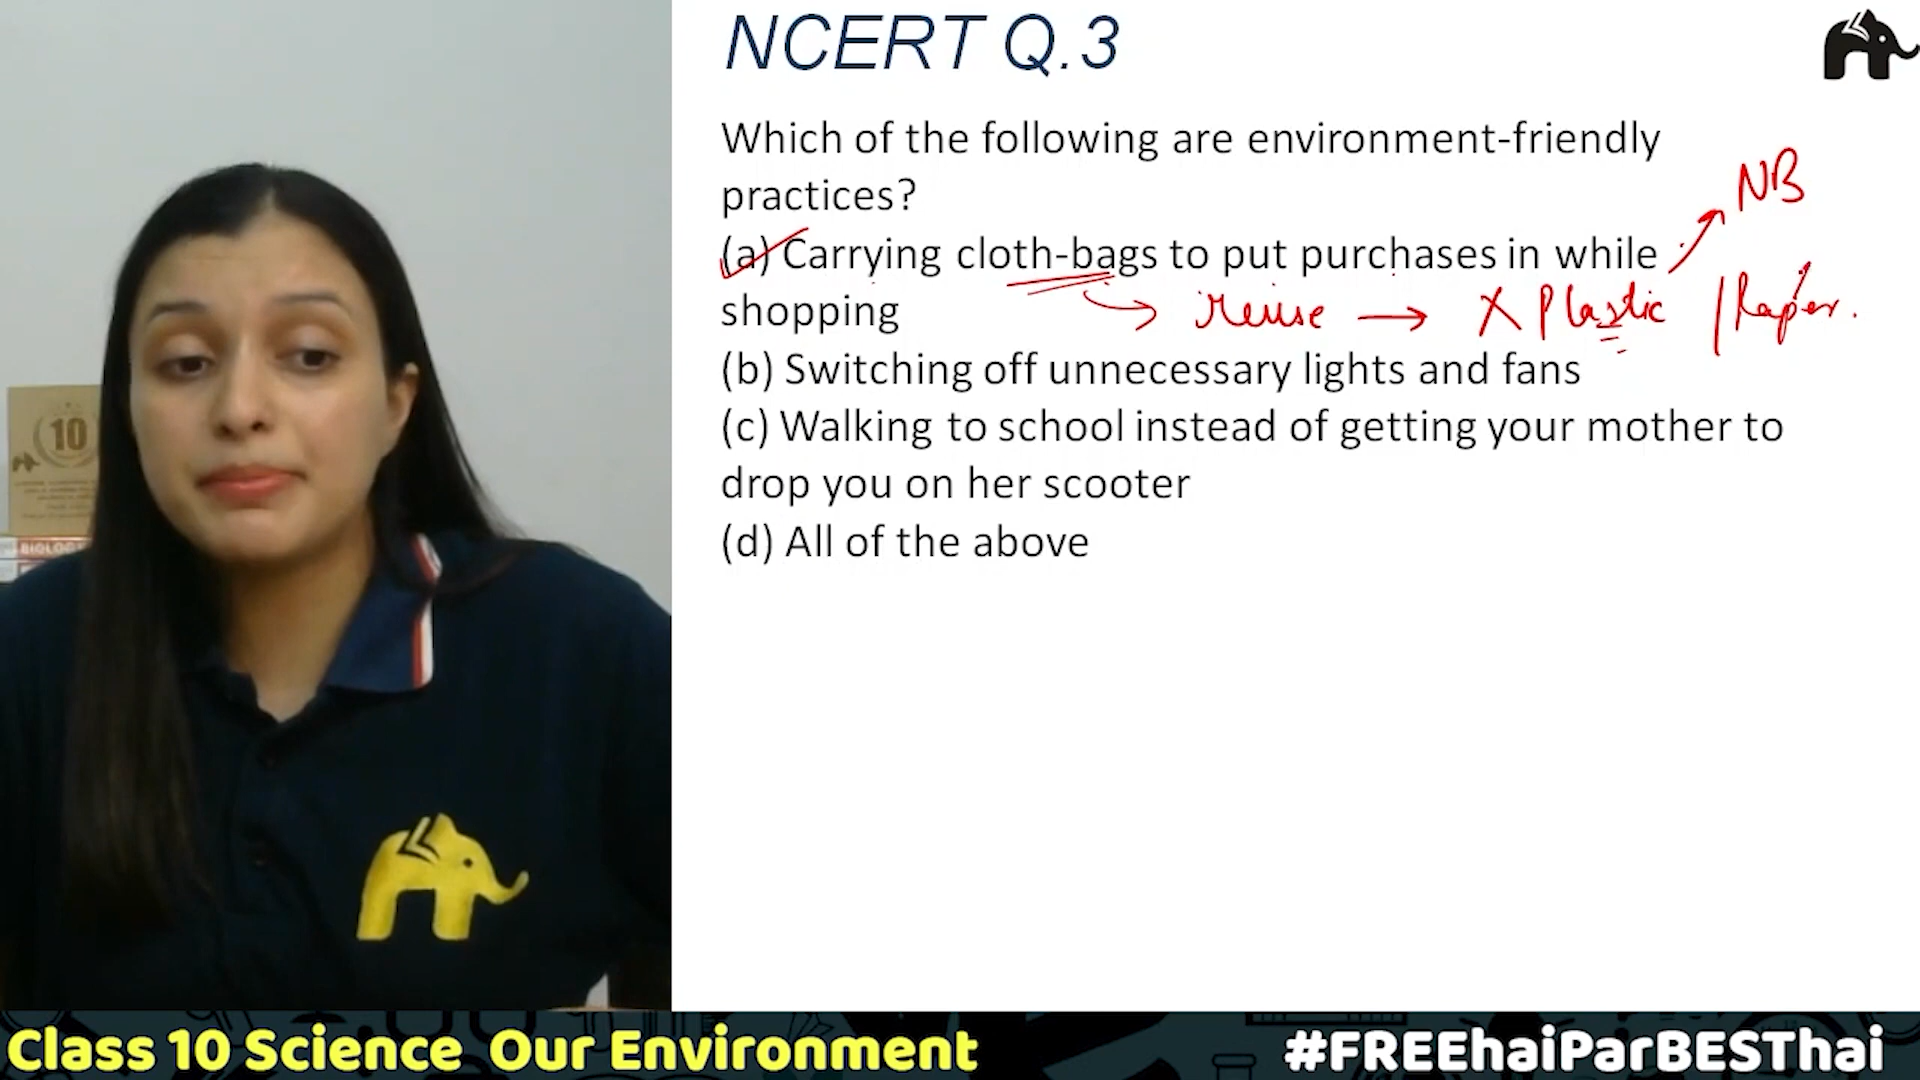 NCERT Q.3
Which of the following are environment-friendly
practices?
NB
(a) Carrying cloth-bags to put purchases in while
shopping
reuse → X Plastic / Paper.
(b) Switching off unnecessary lights and fans
(c) Walking to school instead of getting your mother to
drop you on her scooter
(d) All of the above
10
BIOLOGY
Class 10 Science Our Environment
#FREEhaiParBESThai